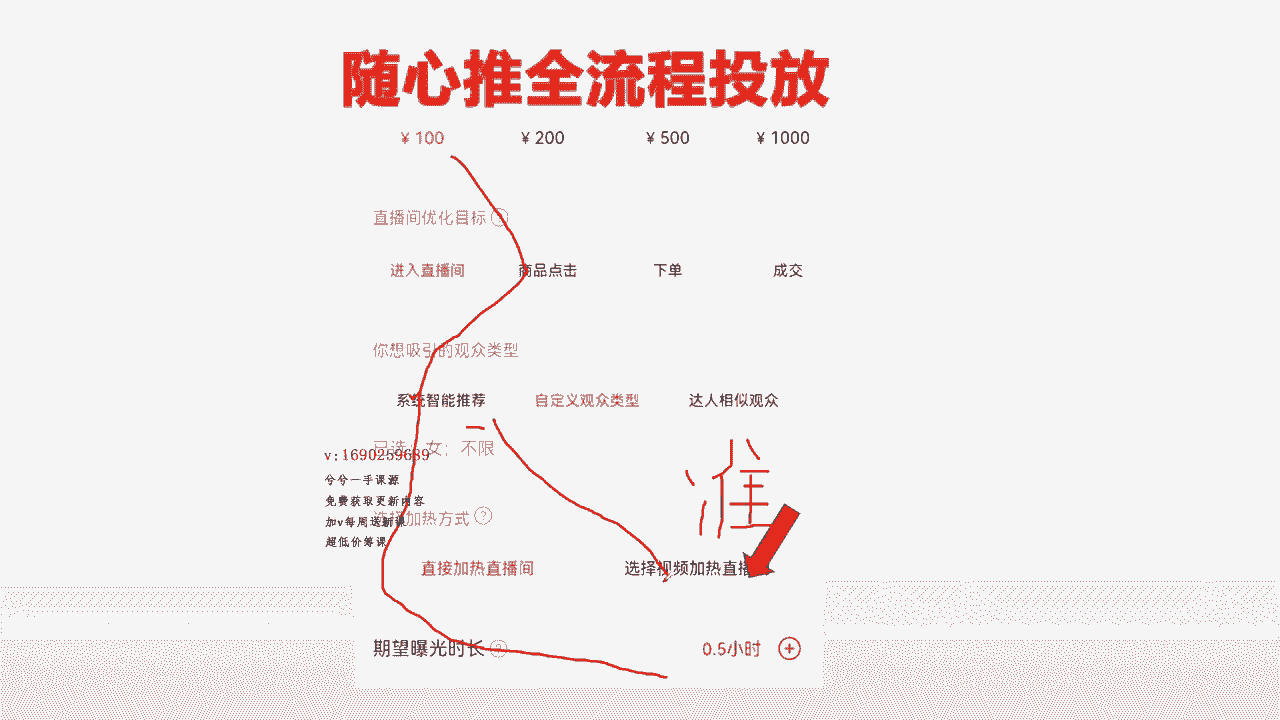 随心推全流程投放
¥ 100 ¥ 200 ¥ 500 ¥ 1000
直播间优化目标 ?
进入直播间 商品点击 下单 成交
你想吸引的观众类型
系统智能推荐 自定义观众类型 达人相似观众
已选: 女; 不限
v:1690259639
兮兮一手课源
免费获取更新内容
加v每周送新课
超低价筹课
准
选择加热方式 ?
直接加热直播间 选择视频加热直播
期望曝光时长 ? 0.5小时 +